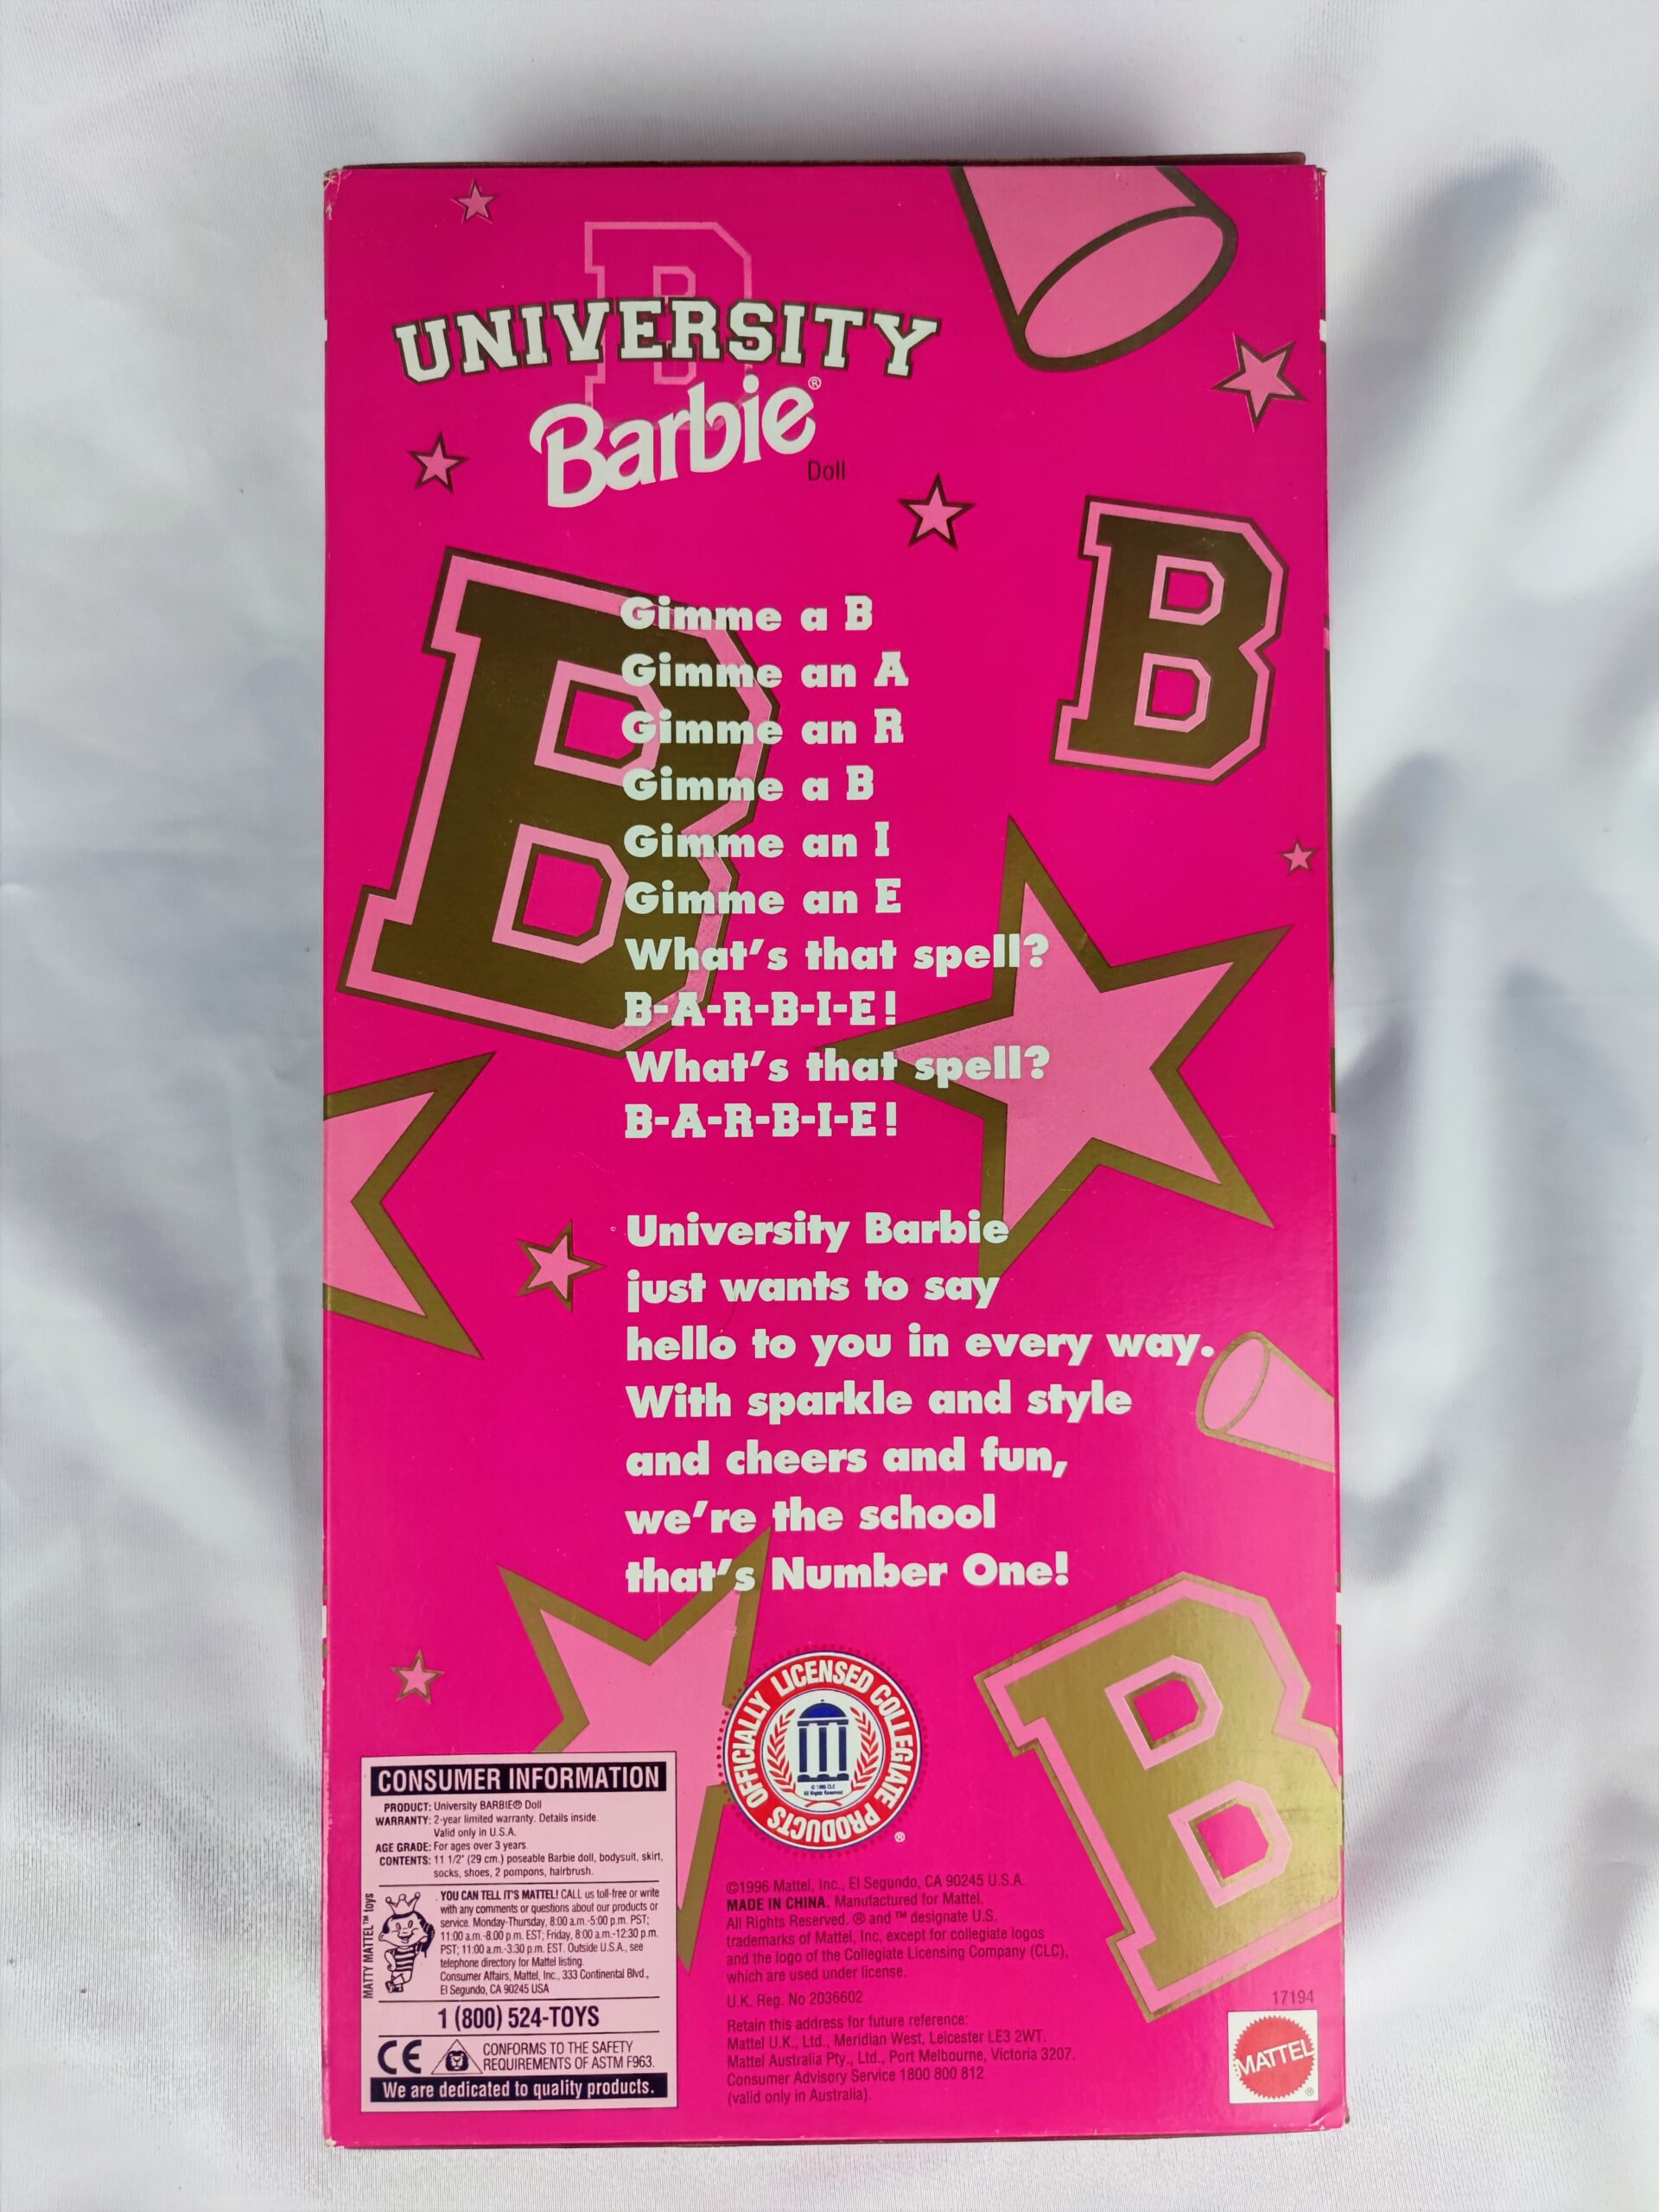 B
UNIVERSITY
Barbie®
Doll
B
B
Gimme a B
Gimme an A
Gimme an R
Gimme a B
Gimme an I
Gimme an E
What's that spell?
B-A-R-B-I-E!
What's that spell?
B-A-R-B-I-E!
University Barbie
just wants to say
hello to you in every way.
With sparkle and style
and cheers and fun,
we're the school
that's Number One!
B
OFFICIALLY LICENSED COLLEGIATE PRODUCTS
©1996 CLC
All Rights Reserved
®
CONSUMER INFORMATION
PRODUCT: University BARBIE® Doll
WARRANTY: 2-year limited warranty. Details inside.
Valid only in U.S.A.
AGE GRADE: For ages over 3 years.
CONTENTS: 11 1/2" (29 cm.) poseable Barbie doll, bodysuit, skirt,
socks, shoes, 2 pompons, hairbrush.
MATTY MATTEL™ toys
YOU CAN TELL IT'S MATTEL! CALL us toll-free or write
with any comments or questions about our products or
service. Monday-Thursday, 8:00 a.m.-5:00 p.m. PST;
11:00 a.m.-8:00 p.m. EST; Friday, 8:00 a.m.-12:30 p.m.
PST; 11:00 a.m.-3:30 p.m. EST. Outside U.S.A., see
telephone directory for Mattel listing.
Consumer Affairs, Mattel, Inc., 333 Continental Blvd.,
El Segundo, CA 90245 USA
1 (800) 524-TOYS
CE
CONFORMS TO THE SAFETY
REQUIREMENTS OF ASTM F963.
We are dedicated to quality products.
©1996 Mattel, Inc., El Segundo, CA 90245 U.S.A.
MADE IN CHINA. Manufactured for Mattel.
All Rights Reserved. ® and ™ designate U.S.
trademarks of Mattel, Inc, except for collegiate logos
and the logo of the Collegiate Licensing Company (CLC),
which are used under license.
U.K. Reg. No 2036602
Retain this address for future reference:
Mattel U.K., Ltd., Meridian West, Leicester LE3 2WT.
Mattel Australia Pty., Ltd., Port Melbourne, Victoria 3207.
Consumer Advisory Service 1800 800 812
(valid only in Australia).
17194
MATTEL
®